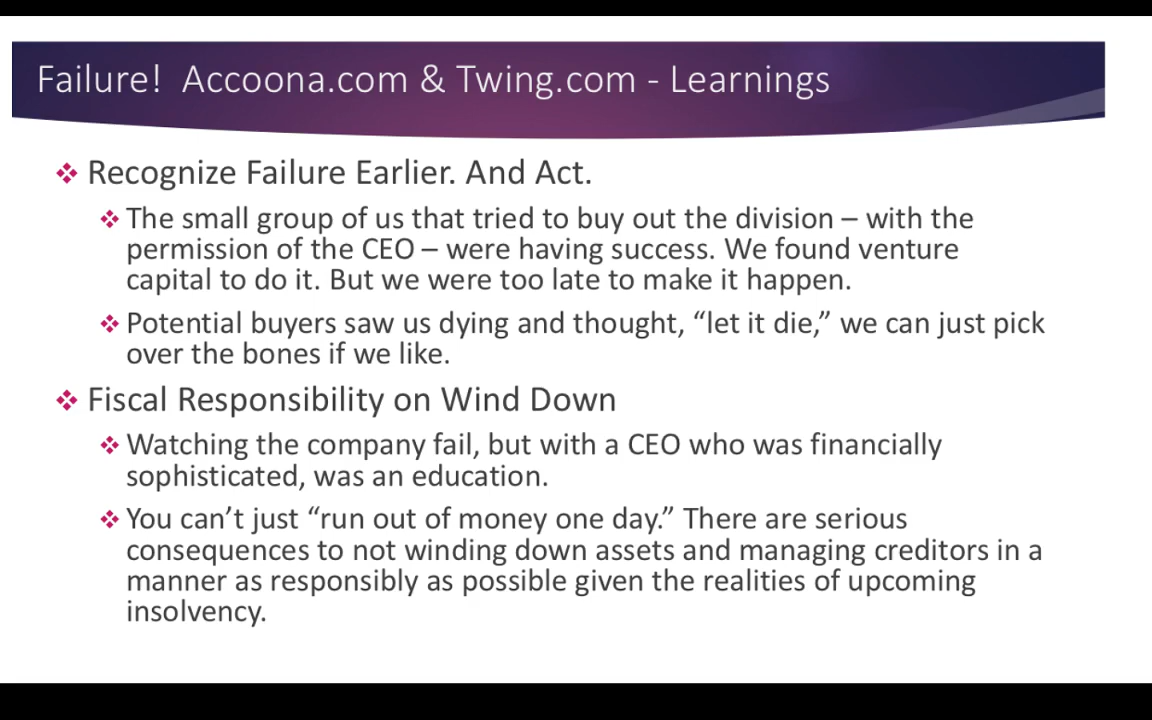 Failure!  Accoona.com & Twing.com - Learnings
Recognize Failure Earlier. And Act.
The small group of us that tried to buy out the division – with the
permission of the CEO – were having success. We found venture
capital to do it. But we were too late to make it happen.
Potential buyers saw us dying and thought, “let it die,” we can just pick
over the bones if we like.
Fiscal Responsibility on Wind Down
Watching the company fail, but with a CEO who was financially
sophisticated, was an education.
You can’t just “run out of money one day.” There are serious
consequences to not winding down assets and managing creditors in a
manner as responsibly as possible given the realities of upcoming
insolvency.